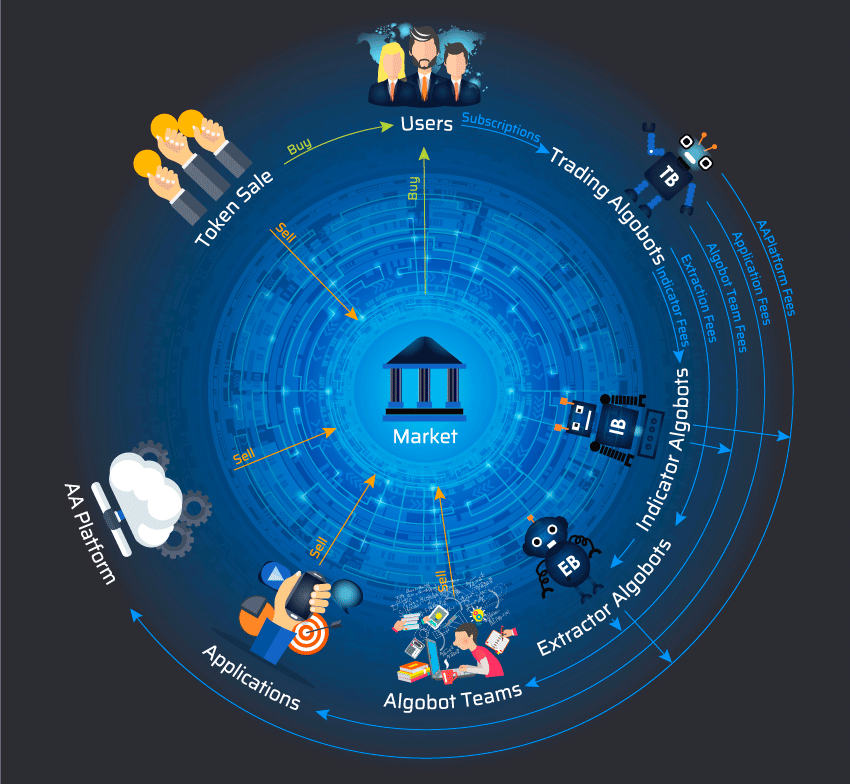 Users
Subscriptions
Buy
Token Sale
Buy
Trading Algobots
TB
Sell
AAPlatform Fees
Application Fees
Algobot Team Fees
Extraction Fees
Indicator Fees
Market
IB
Indicator Algobots
Sell
AA Platform
Sell
Sell
EB
Extractor Algobots
Applications
Algobot Teams